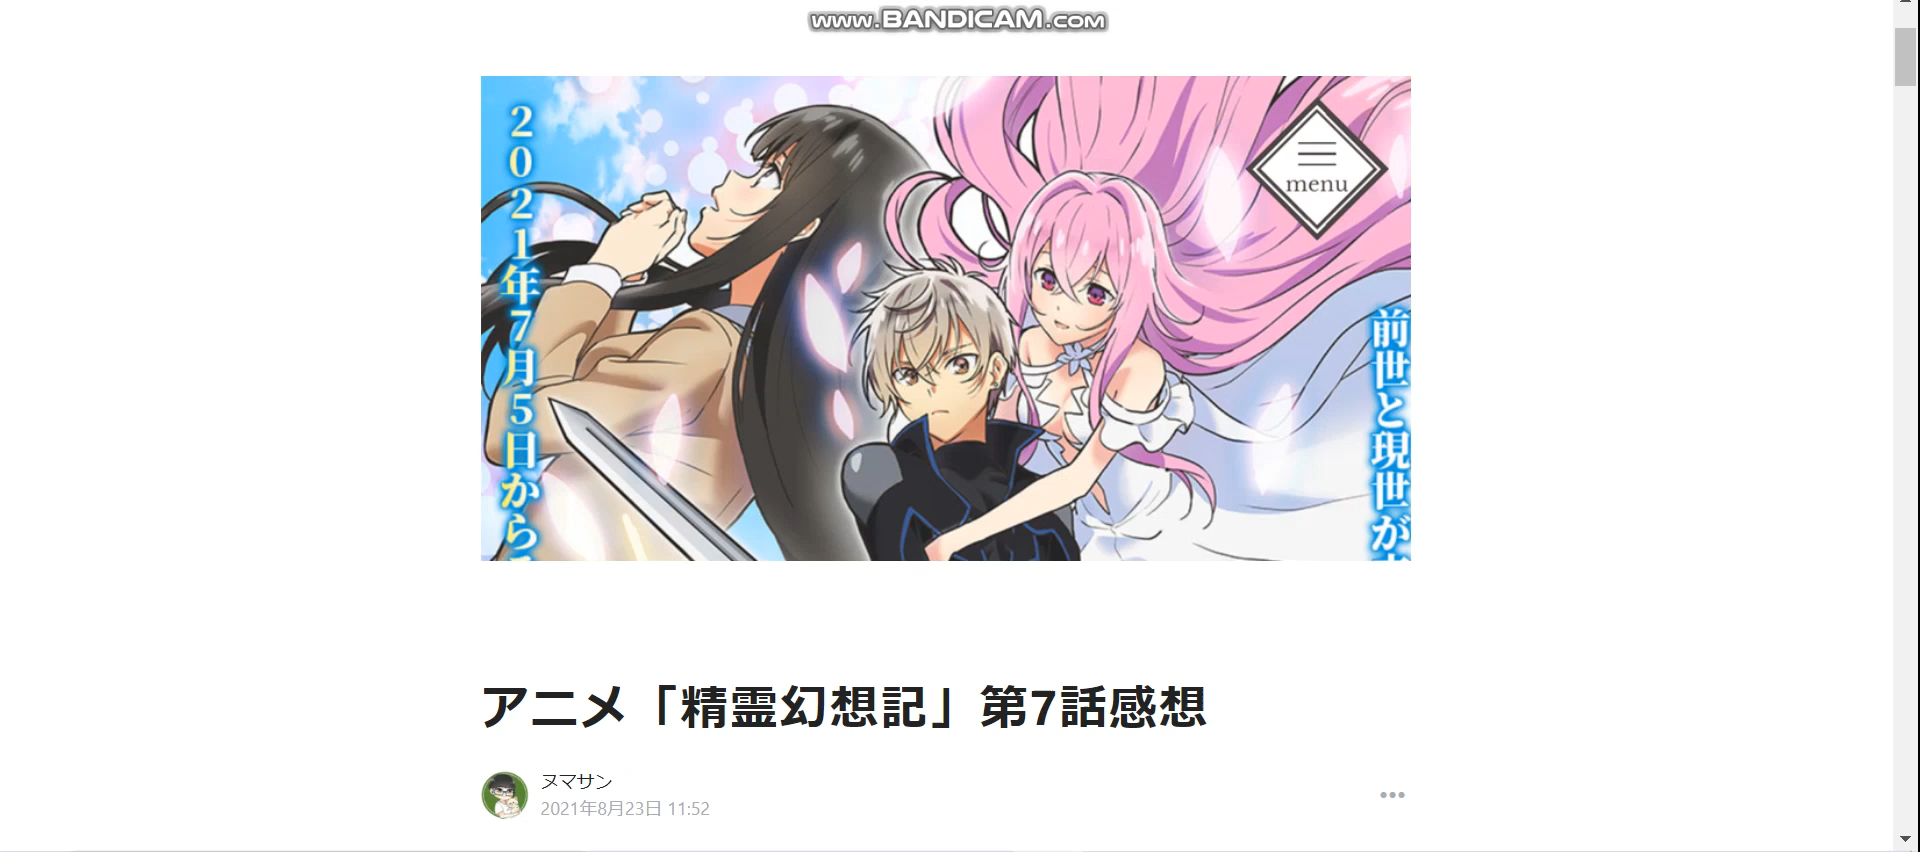 www.BANDICAM.com
2021年7月5日から
menu
前世と現世が
アニメ「精霊幻想記」第7話感想
ヌマサン
2021年8月23日 11:52